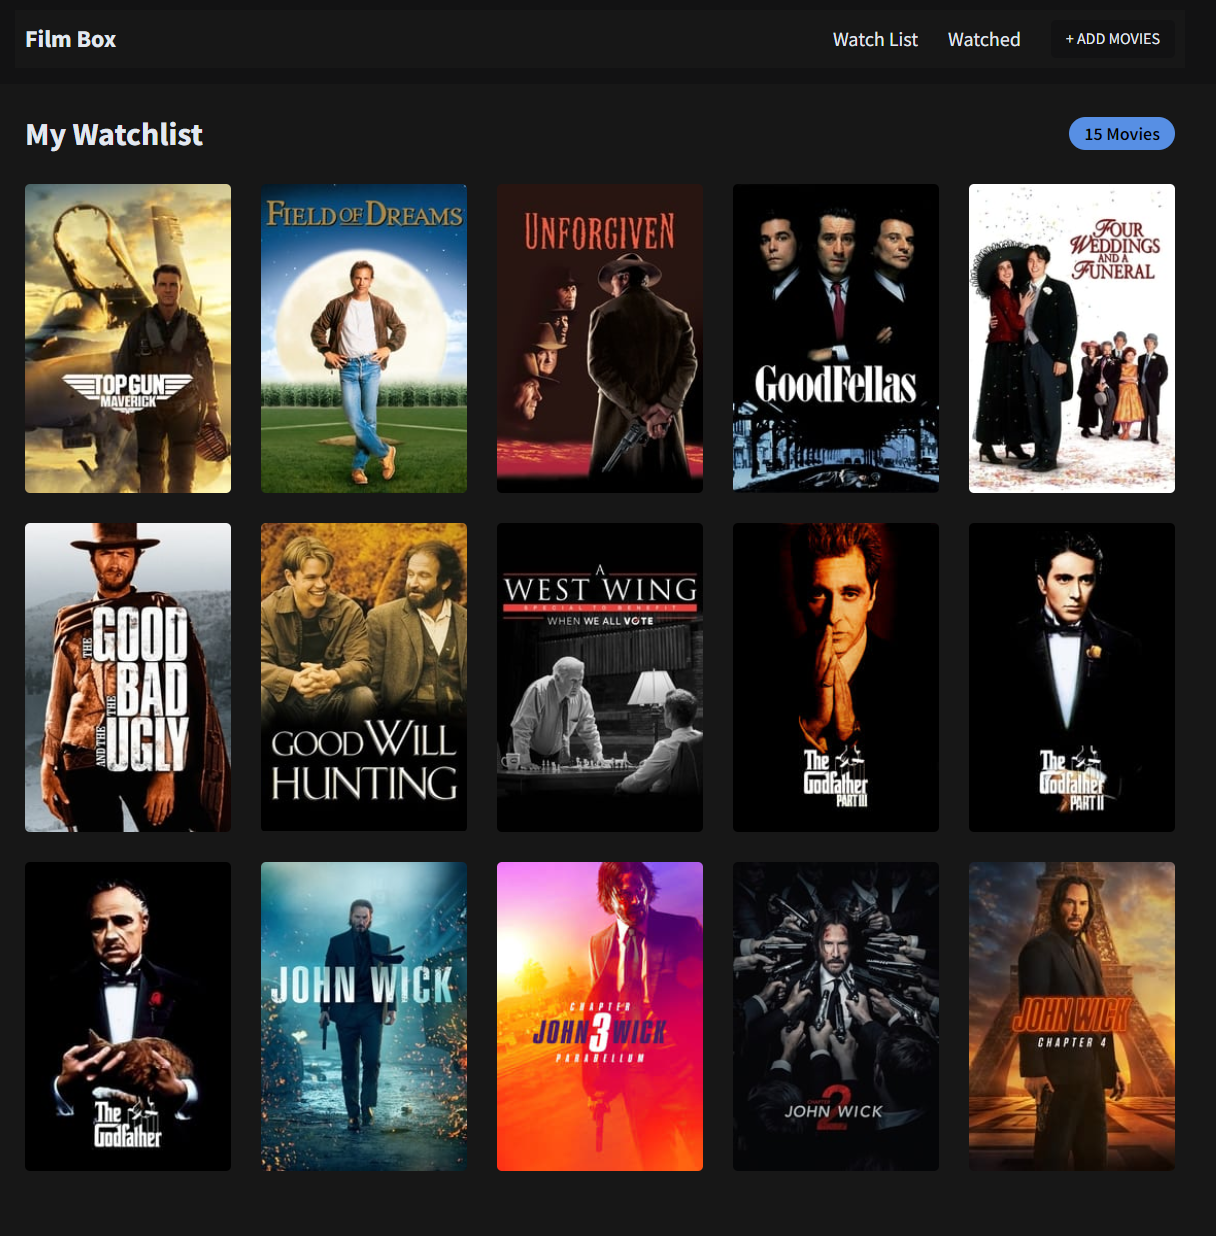 Film Box
Watch List
Watched
+ ADD MOVIES
My Watchlist
15 Movies
TOP GUN
MAVERICK
FIELD OF DREAMS
UNFORGIVEN
GOODFELLAS
FOUR
WEDDINGS
AND A
FUNERAL
THE GOOD
THE BAD
AND THE UGLY
GOOD WILL
HUNTING
A
WEST WING
SPECIAL TO BENEFIT
WHEN WE ALL VOTE
The
Godfather
PART III
The
Godfather
PART II
The
Godfather
JOHN WICK
CHAPTER
JOHN 3 WICK
PARABELLUM
CHAPTER
2
JOHN WICK
JOHN WICK
CHAPTER 4